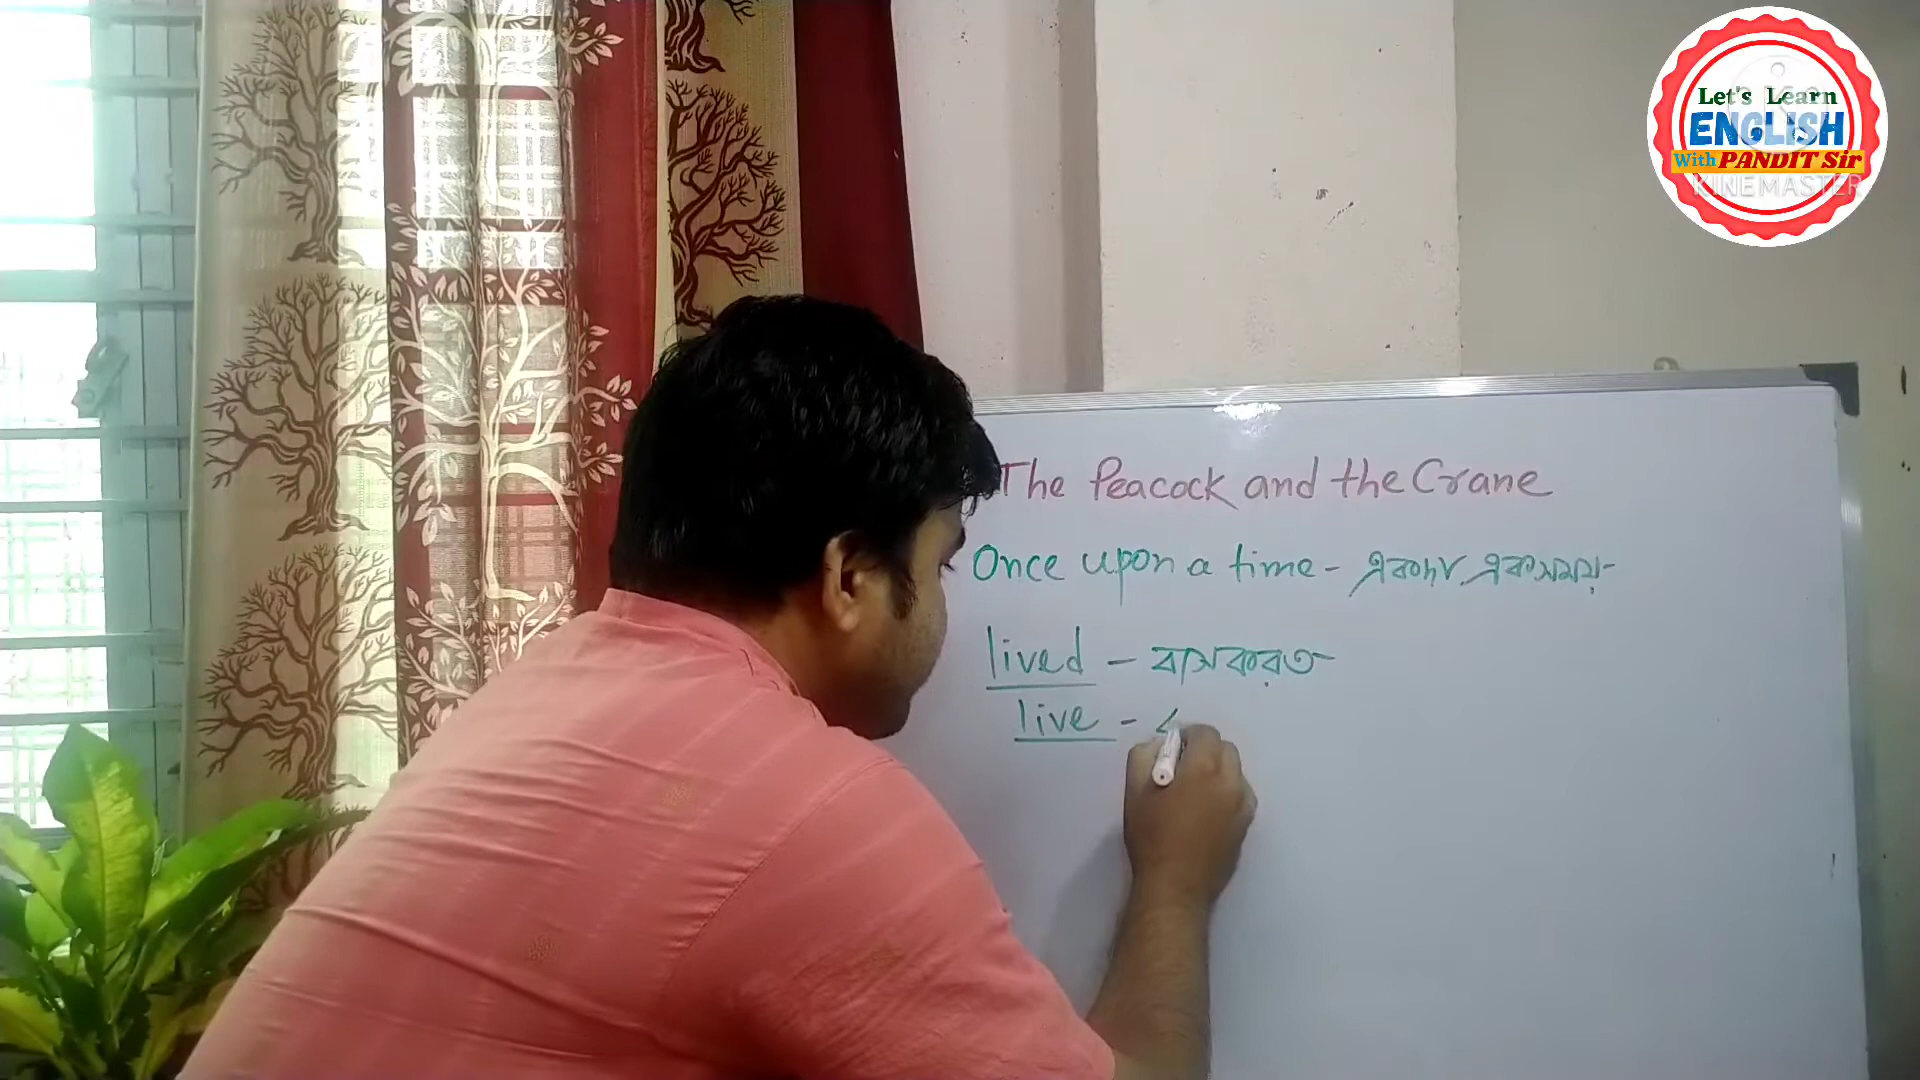 Let's Learn
ENGLISH
With PANDIT Sir
KINEMASTER
The Peacock and the Crane
Once upon a time - একদা, একসময়
lived - বাস করত
live -